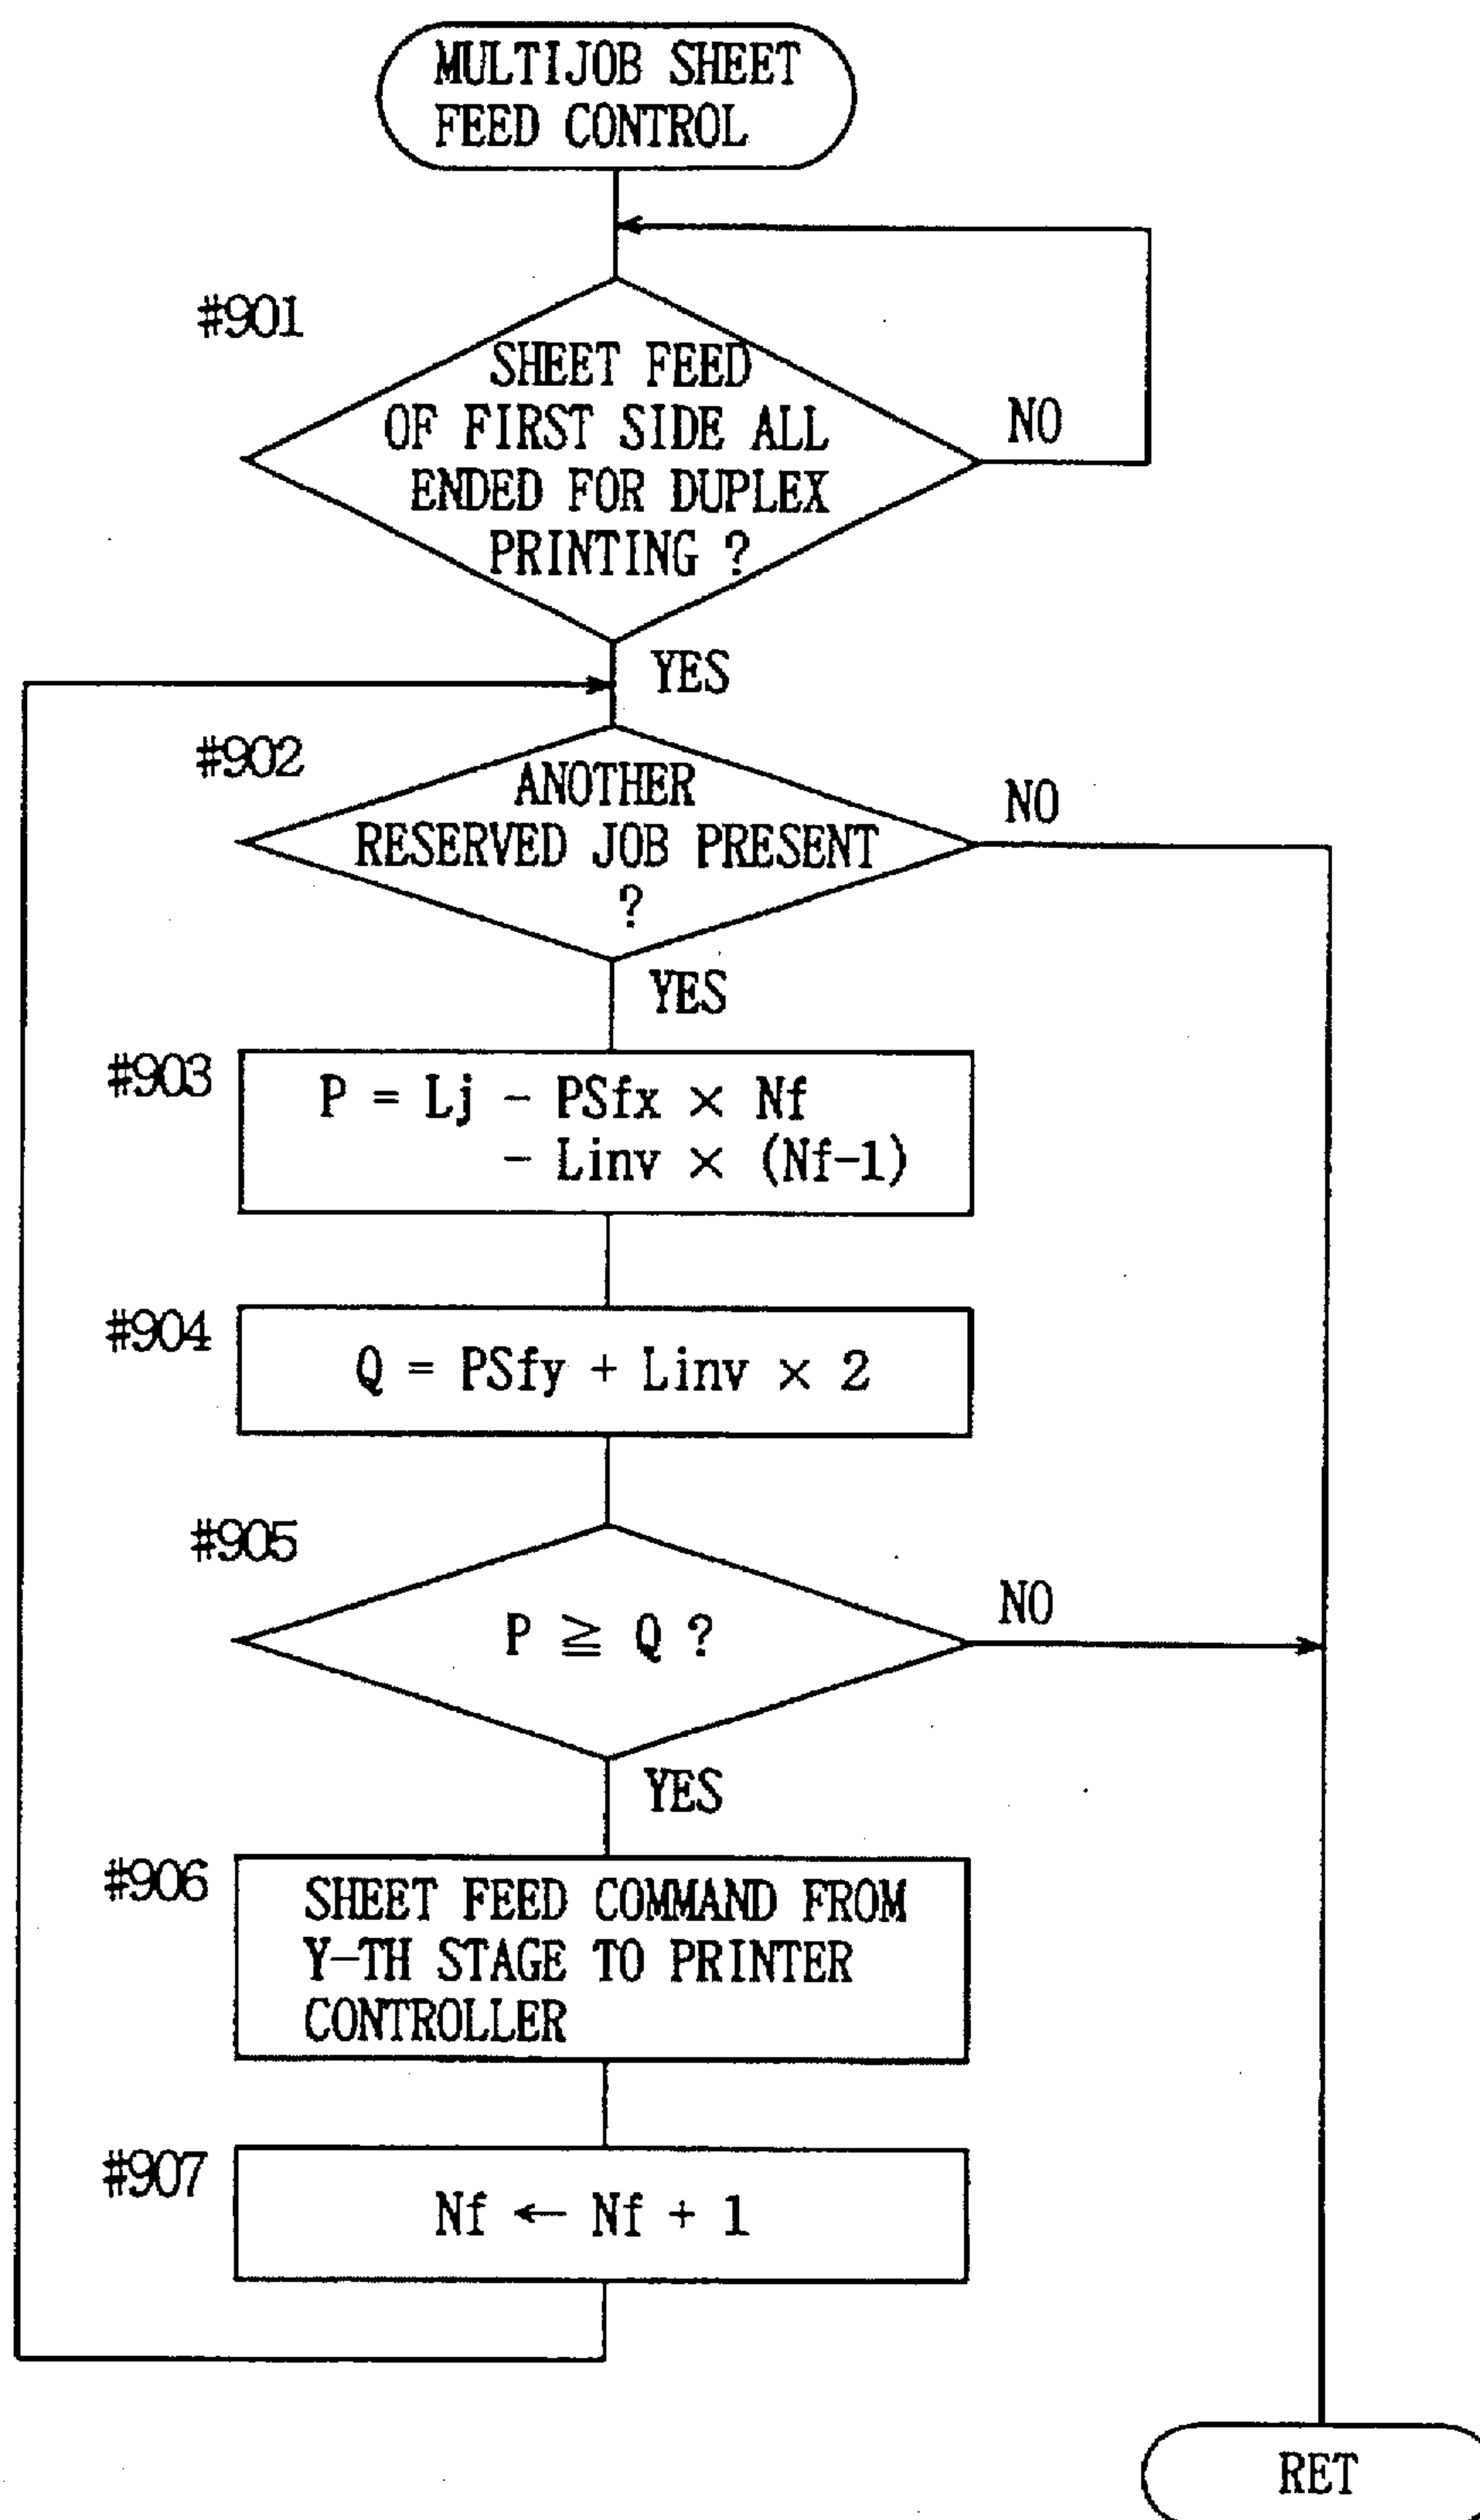 MULTIJOB SHEET
FEED CONTROL
#901
SHEET FEED
OF FIRST SIDE ALL
ENDED FOR DUPLEX
PRINTING ?
NO
YES
#902
ANOTHER
RESERVED JOB PRESENT
?
NO
YES
#903
P = Lj - PSfx × Nf
- Linv × (Nf-1)
#904
Q = PSfy + Linv × 2
#905
P ≧ Q ?
NO
YES
#906
SHEET FEED COMMAND FROM
Y-TH STAGE TO PRINTER
CONTROLLER
#907
Nf ← Nf + 1
RET